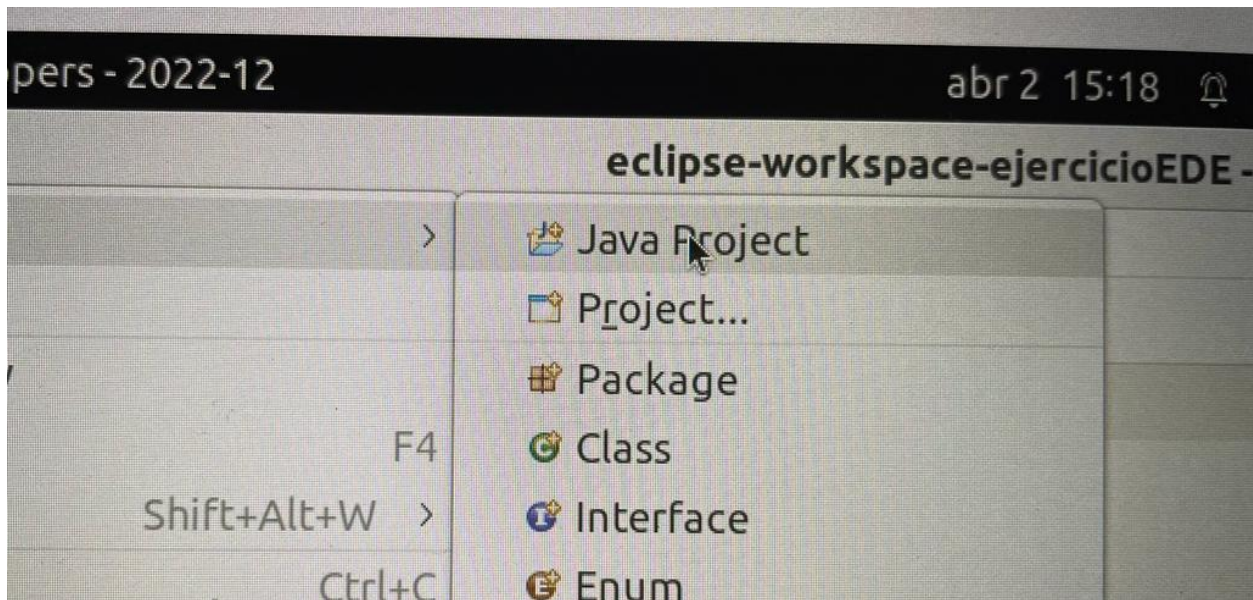 pers - 2022-12
abr 2 15:18
eclipse-workspace-ejercicioEDE -
Java Project
Project...
Package
F4
Class
Shift+Alt+W
Interface
Ctrl+C
Enum